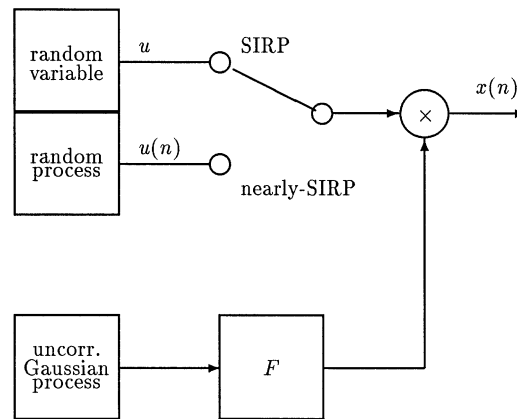 random
variable
u
SIRP
x(n)
×
random
process
u(n)
nearly-SIRP
uncorr.
Gaussian
process
F